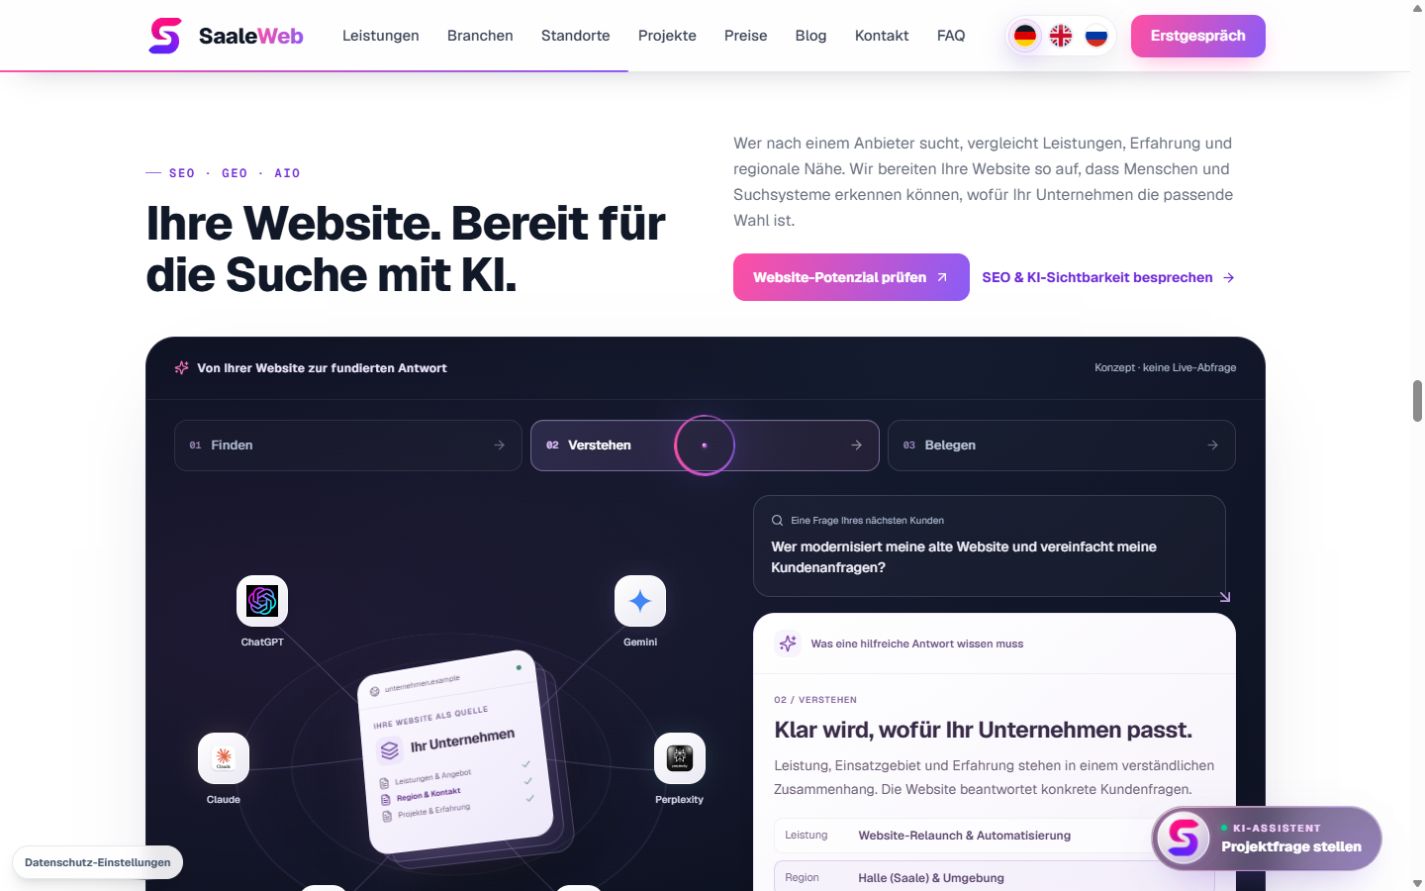 SaaleWeb
Leistungen
Branchen
Standorte
Projekte
Preise
Blog
Kontakt
FAQ
Erstgespräch
SEO · GEO · AIO
Ihre Website. Bereit für
die Suche mit KI.
Wer nach einem Anbieter sucht, vergleicht Leistungen, Erfahrung und
regionale Nähe. Wir bereiten Ihre Website so auf, dass Menschen und
Suchsysteme erkennen können, wofür Ihr Unternehmen die passende
Wahl ist.
Website-Potenzial prüfen
SEO & KI-Sichtbarkeit besprechen
Von Ihrer Website zur fundierten Antwort
Konzept · keine Live-Abfrage
01 Finden
02 Verstehen
03 Belegen
Eine Frage Ihres nächsten Kunden
Wer modernisiert meine alte Website und vereinfacht meine
Kundenanfragen?
ChatGPT
Gemini
Claude
Perplexity
unternehmen.example
IHRE WEBSITE ALS QUELLE
Ihr Unternehmen
Leistungen & Angebot
Region & Kontakt
Projekte & Erfahrung
Was eine hilfreiche Antwort wissen muss
02 / VERSTEHEN
Klar wird, wofür Ihr Unternehmen passt.
Leistung, Einsatzgebiet und Erfahrung stehen in einem verständlichen
Zusammenhang. Die Website beantwortet konkrete Kundenfragen.
Leistung Website-Relaunch & Automatisierung
Region Halle (Saale) & Umgebung
KI-ASSISTENT
Projektfrage stellen
Datenschutz-Einstellungen